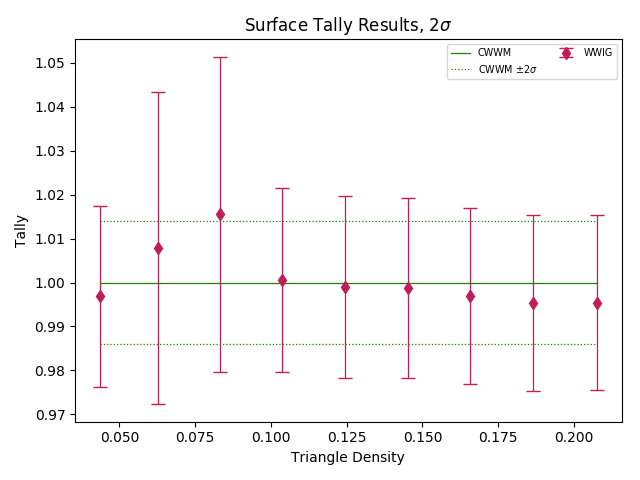 Surface Tally Results, 2σ
CWWM
CWWM ±2σ
WWIG
1.05
1.04
1.03
1.02
1.01
1.00
0.99
0.98
0.97
Tally
0.050 0.075 0.100 0.125 0.150 0.175 0.200
Triangle Density